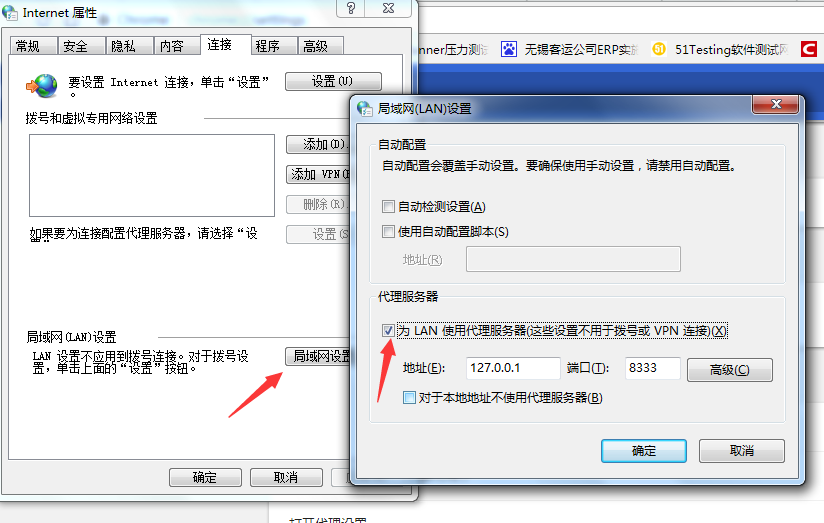 Internet 属性
常规
安全
隐私
内容
连接
程序
高级
要设置 Internet 连接，单击“设置”
。
设置(U)
拨号和虚拟专用网络设置
添加(D).
添加 VPN(
删除(R).
如果要为连接配置代理服务器，请选择“设
设置(S
局域网(LAN)设置
LAN 设置不应用到拨号连接。对于拨号设
置，单击上面的“设置”按钮。
局域网设置
确定
取消
nner压力测试
无锡客运公司ERP实施
51Testing软件测试网
局域网(LAN)设置
自动配置
自动配置会覆盖手动设置。要确保使用手动设置，请禁用自动配置。
自动检测设置(A)
使用自动配置脚本(S)
地址(R)
代理服务器
为 LAN 使用代理服务器(这些设置不用于拨号或 VPN 连接)(X)
地址(E):
127.0.0.1
端口(T):
8333
高级(C)
对于本地地址不使用代理服务器(B)
确定
取消
打开代理设置